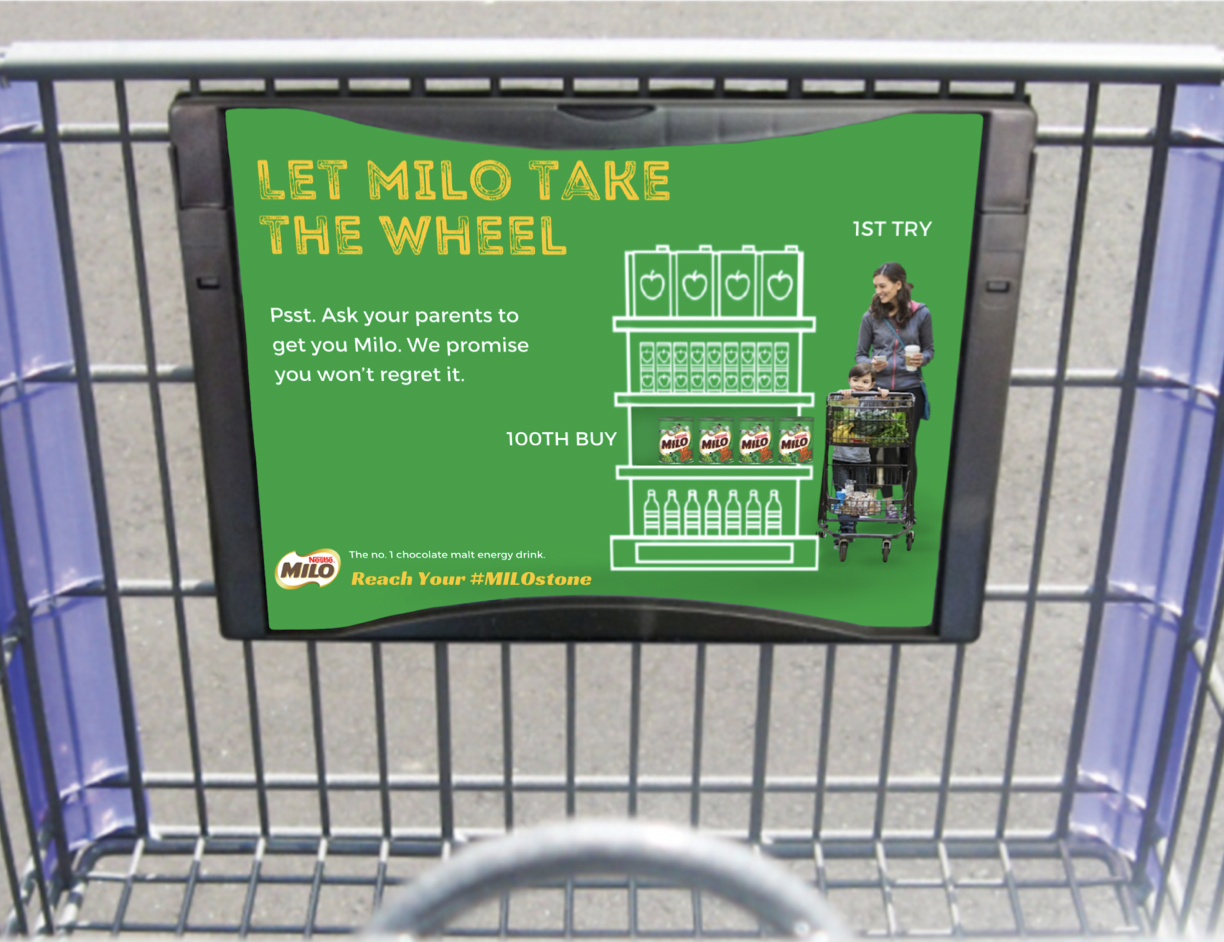 LET MILO TAKE
THE WHEEL
1ST TRY
Psst. Ask your parents to
get you Milo. We promise
you won't regret it.
100TH BUY
MILO MILO MILO MILO
The no. 1 chocolate malt energy drink.
Nestlé
MILO
Reach Your #MILOstone